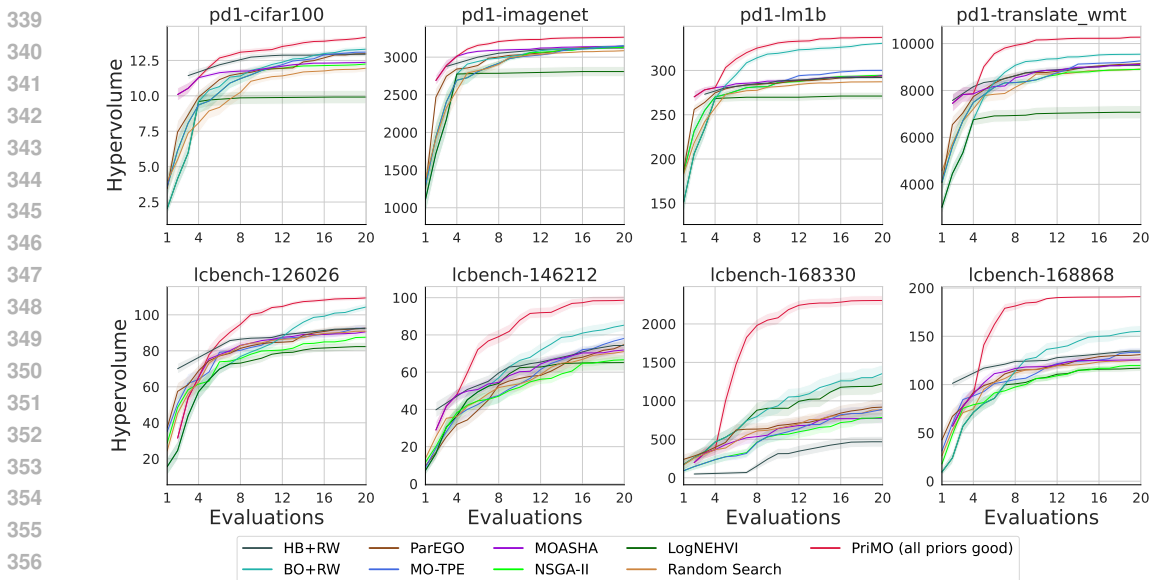 339
340
341
342
343
344
345
346
347
348
349
350
351
352
353
354
355
356
pd1-cifar100
pd1-imagenet
pd1-lm1b
pd1-translate_wmt
Hypervolume
12.5
10.0
7.5
5.0
2.5
1 4 8 12 16 20
3000
2500
2000
1500
1000
1 4 8 12 16 20
300
250
200
150
1 4 8 12 16 20
10000
8000
6000
4000
1 4 8 12 16 20
lcbench-126026
lcbench-146212
lcbench-168330
lcbench-168868
Hypervolume
100
80
60
40
20
1 4 8 12 16 20
Evaluations
100
80
60
40
20
0
1 4 8 12 16 20
Evaluations
2000
1500
1000
500
0
1 4 8 12 16 20
Evaluations
200
150
100
50
0
1 4 8 12 16 20
Evaluations
HB+RW ParEGO MOASHA LogNEHVI PriMO (all priors good)
BO+RW MO-TPE NSGA-II Random Search